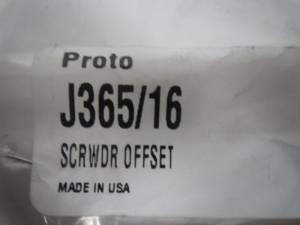 Proto
J365/16
SCRWDR OFFSET
MADE IN USA